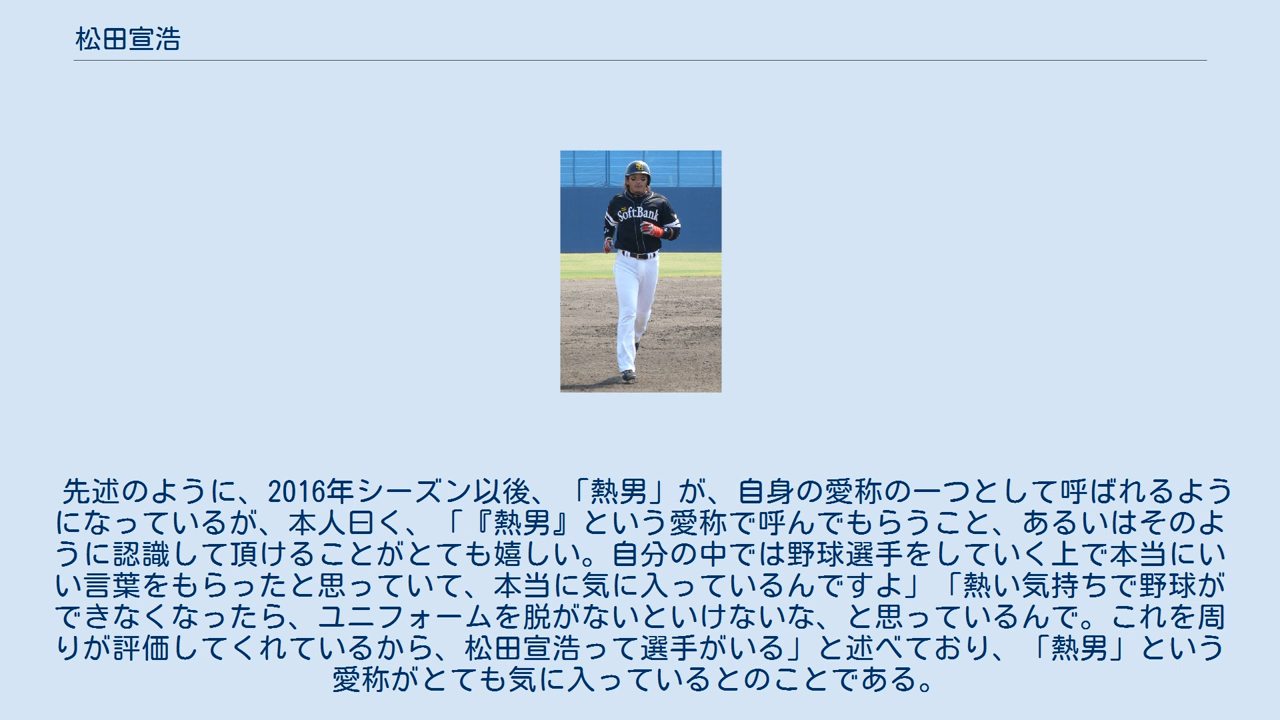 松田宣浩
SoftBank
先述のように、2016年シーズン以後、「熱男」が、自身の愛称の一つとして呼ばれるよう
になっているが、本人曰く、「『熱男』という愛称で呼んでもらうこと、あるいはそのよ
うに認識して頂けることがとても嬉しい。自分の中では野球選手をしていく上で本当にい
い言葉をもらったと思っていて、本当に気に入っているんですよ」「熱い気持ちで野球が
できなくなったら、ユニフォームを脱がないといけないな、と思っているんで。これを周
りが評価してくれているから、松田宣浩って選手がいる」と述べており、「熱男」という
愛称がとても気に入っているとのことである。